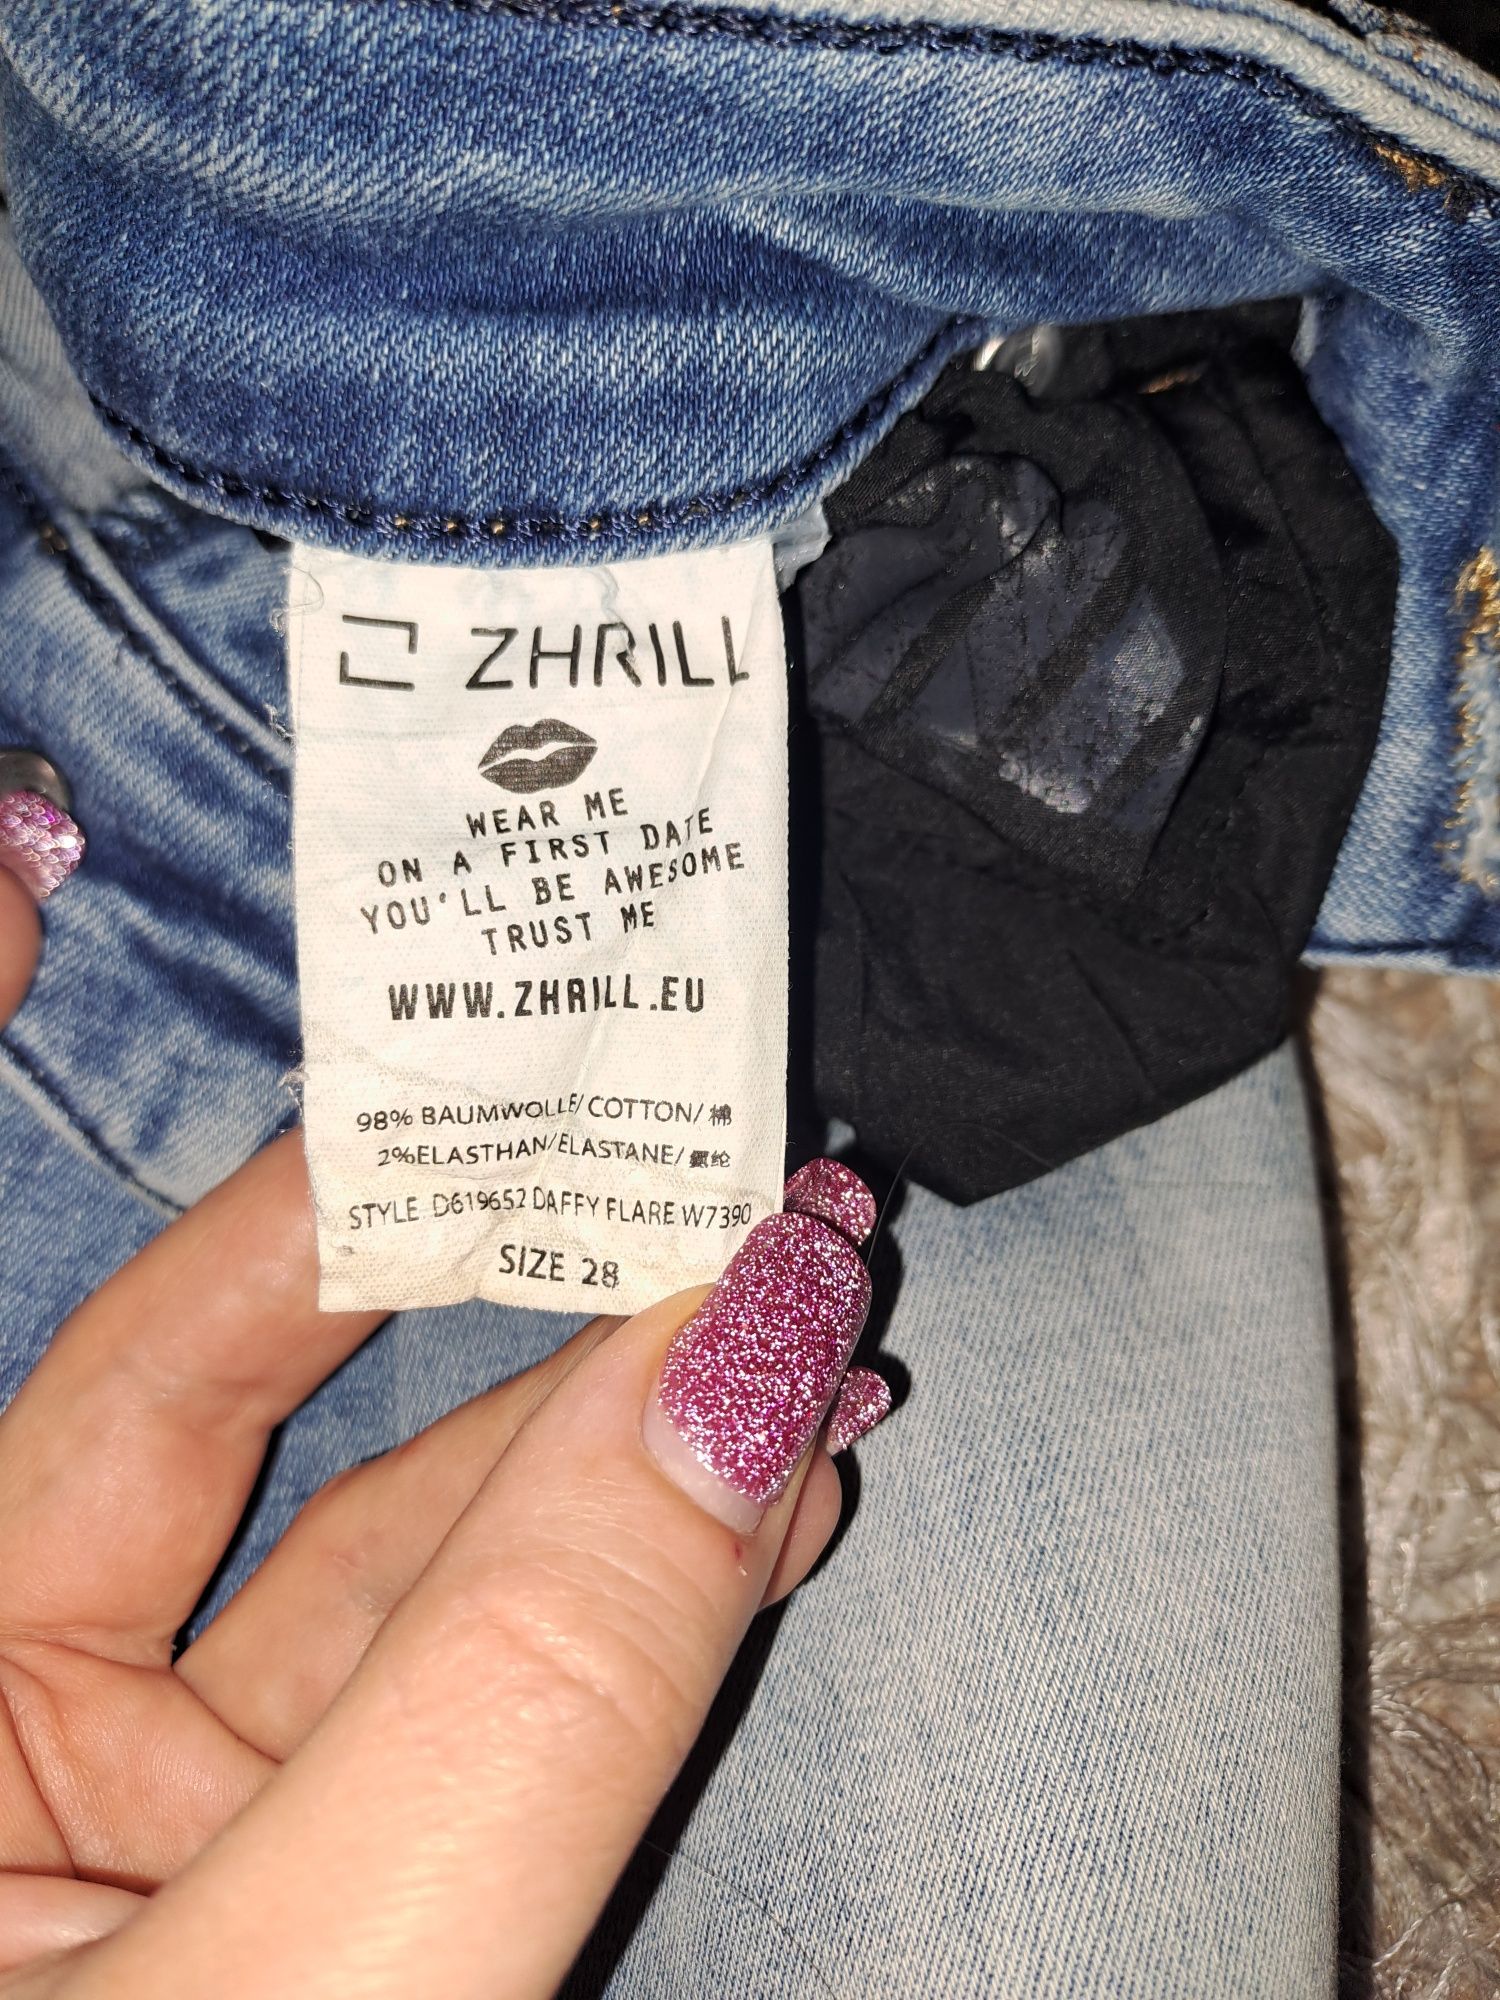 ZHRILL
WEAR ME
ON A FIRST DATE
YOU'LL BE AWESOME
TRUST ME
WWW.ZHRILL.EU
98% BAUMWOLLE/COTTON/棉
2%ELASTHAN/ELASTANE/氨纶
STYLE D619652 DAFFY FLARE W7390
SIZE 28